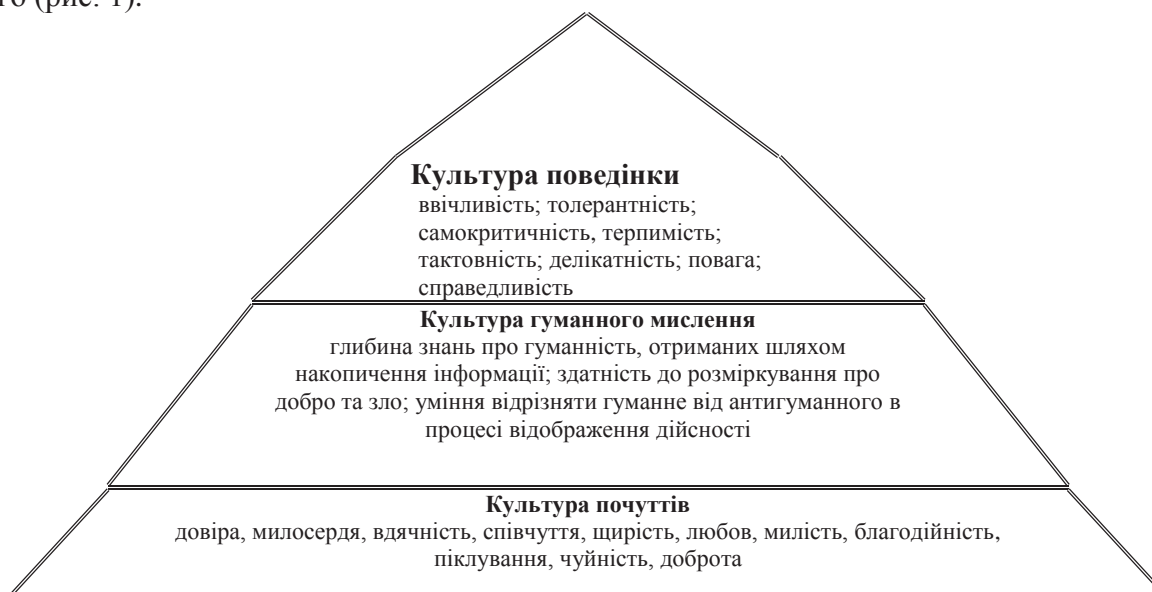 го (рис. 1).
Культура поведінки
ввічливість; толерантність;
самокритичність, терпимість;
тактовність; делікатність; повага;
справедливість
Культура гуманного мислення
глибина знань про гуманність, отриманих шляхом
накопичення інформації; здатність до розміркування про
добро та зло; уміння відрізняти гуманне від антигуманного в
процесі відображення дійсності
Культура почуттів
довіра, милосердя, вдячність, співчуття, щирість, любов, милість, благодійність,
піклування, чуйність, доброта